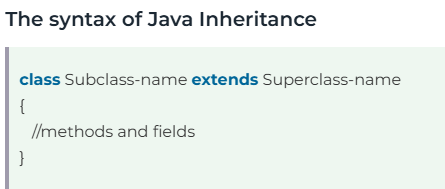 The syntax of Java Inheritance
class Subclass-name extends Superclass-name
{
//methods and fields
}